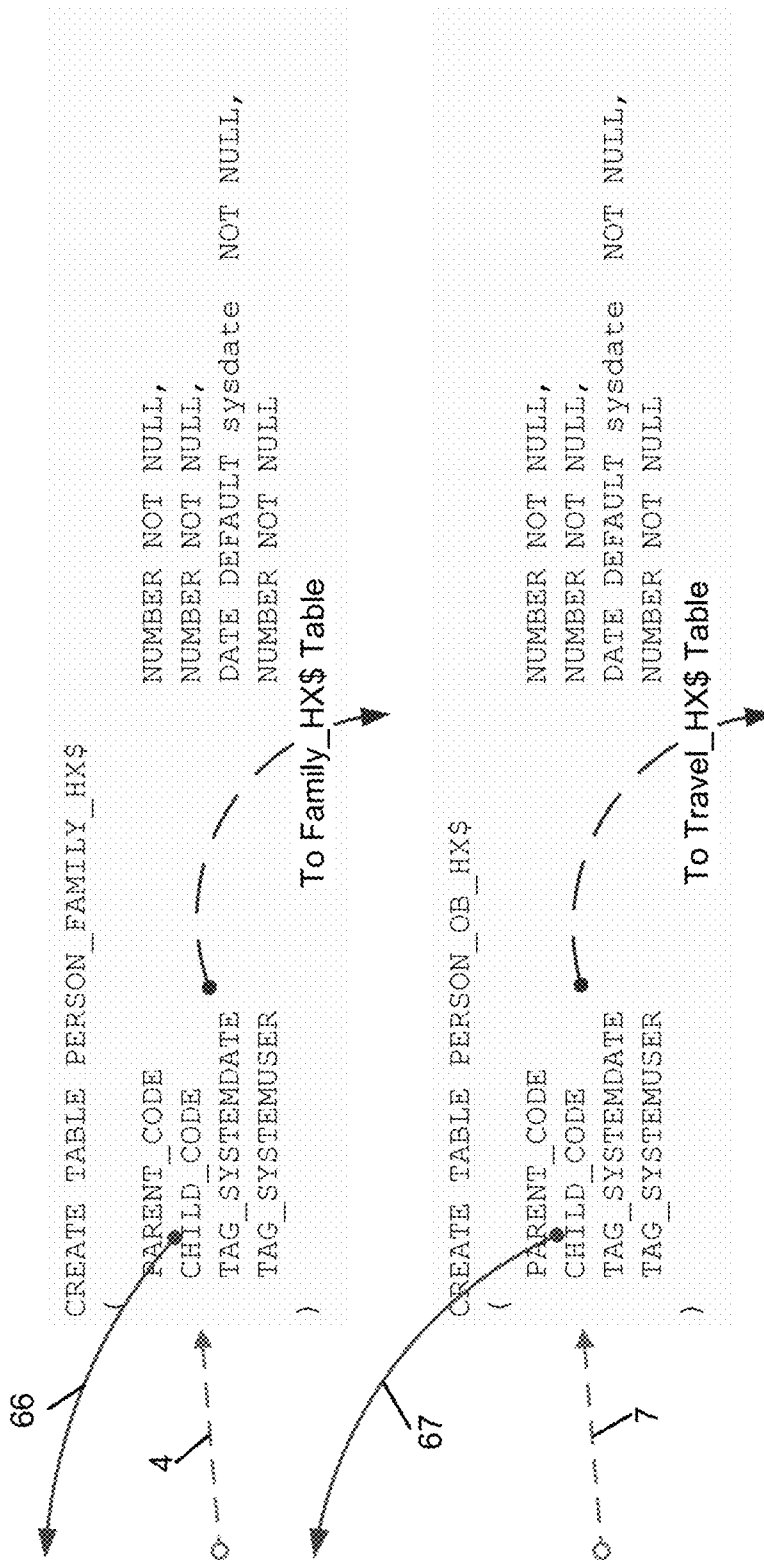 CREATE TABLE PERSON_FAMILY_HX$
(
PARENT_CODE NUMBER NOT NULL,
CHILD_CODE NUMBER NOT NULL,
TAG_SYSTEMDATE DATE DEFAULT sysdate NOT NULL,
TAG_SYSTEMUSER NUMBER NOT NULL
)
To Family_HX$ Table
66
4
CREATE TABLE PERSON_OB_HX$
(
PARENT_CODE NUMBER NOT NULL,
CHILD_CODE NUMBER NOT NULL,
TAG_SYSTEMDATE DATE DEFAULT sysdate NOT NULL,
TAG_SYSTEMUSER NUMBER NOT NULL
)
To Travel_HX$ Table
67
7